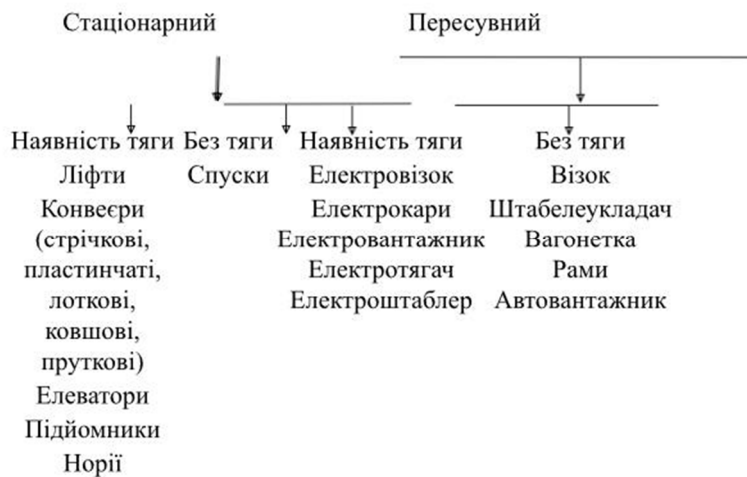 Стаціонарний Пересувний
Наявність тяги Без тяги Наявність тяги Без тяги
Ліфти Спуски Електровізок Візок
Конвеєри Електрокари Штабелеукладач
(стрічкові, Електровантажник Вагонетка
пластинчаті, Електротягач Рами
лоткові, Електроштаблер Автовантажник
ковшові,
пруткові)
Елеватори
Підйомники
Норії